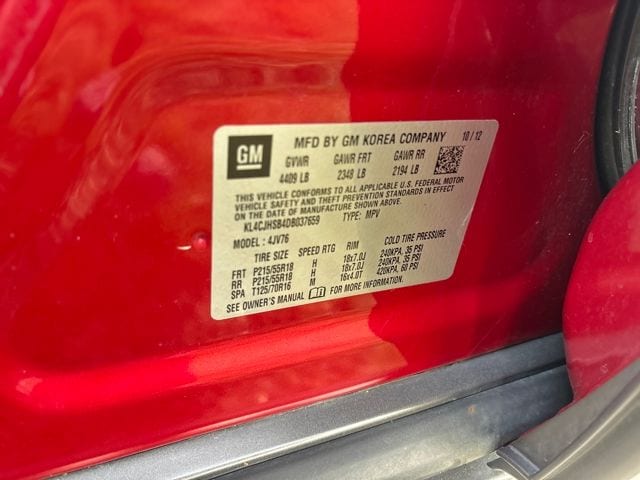 GM MFD BY GM KOREA COMPANY 10/12
GVWR GAWR FRT GAWR RR
4409 LB 2348 LB 2194 LB
THIS VEHICLE CONFORMS TO ALL APPLICABLE U.S. FEDERAL MOTOR
VEHICLE SAFETY AND THEFT PREVENTION STANDARDS IN EFFECT
ON THE DATE OF MANUFACTURE SHOWN ABOVE.
KL4CJHSB4DB037659 TYPE: MPV
MODEL: 4JV76
TIRE SIZE SPEED RTG RIM COLD TIRE PRESSURE
FRT P215/55R18 H 18x7.0J 240KPA, 35 PSI
RR P215/55R18 H 18x7.0J 240KPA, 35 PSI
SPA T125/70R16 M 16x4.0T 420KPA, 60 PSI
SEE OWNER'S MANUAL FOR MORE INFORMATION.